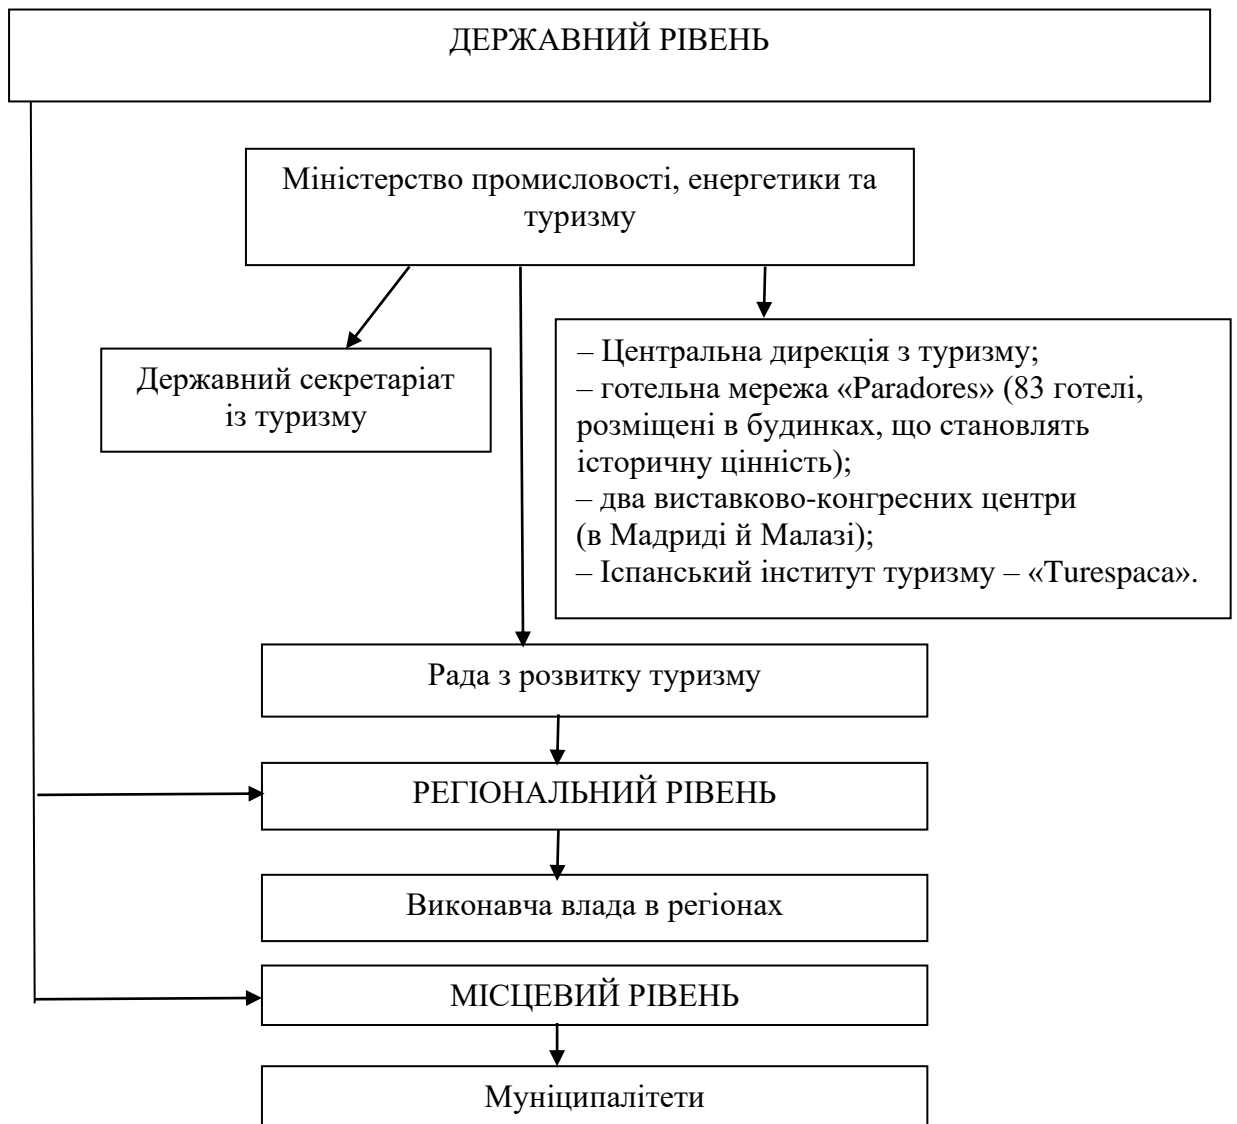 ДЕРЖАВНИЙ РІВЕНЬ
Міністерство промисловості, енергетики та
туризму
Державний секретаріат
із туризму
– Центральна дирекція з туризму;
– готельна мережа «Paradores» (83 готелі,
розміщені в будинках, що становлять
історичну цінність);
– два виставково-конгресних центри
(в Мадриді й Малазі);
– Іспанський інститут туризму – «Turespaca».
Рада з розвитку туризму
РЕГІОНАЛЬНИЙ РІВЕНЬ
Виконавча влада в регіонах
МІСЦЕВИЙ РІВЕНЬ
Муніципалітети